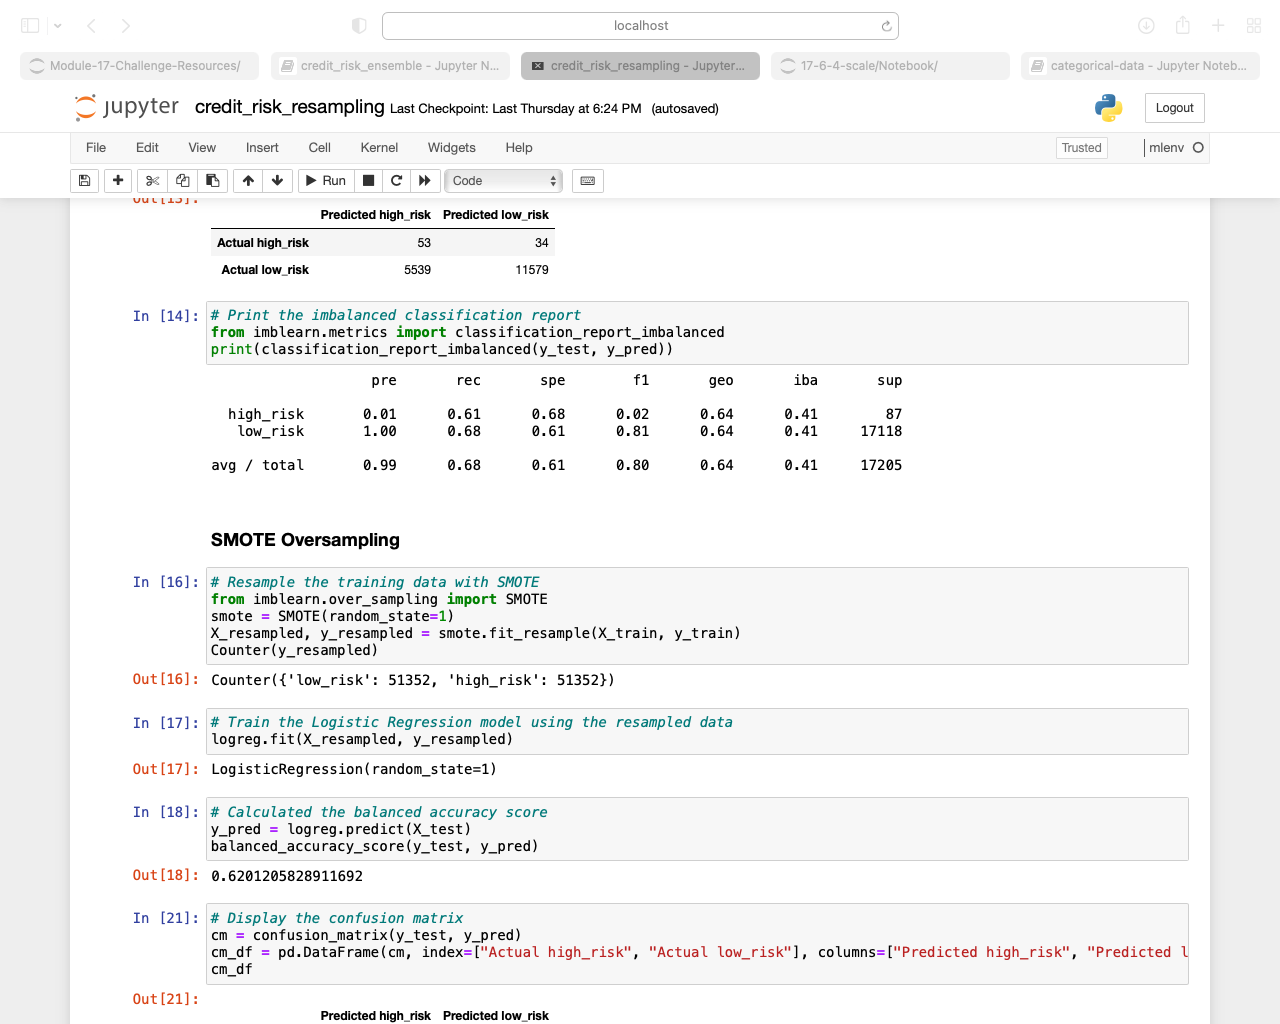 localhost
Module-17-Challenge-Resources/
credit_risk_ensemble - Jupyter N...
credit_risk_resampling - Jupyter...
17-6-4-scale/Notebook/
categorical-data - Jupyter Noteb...
jupyter credit_risk_resampling Last Checkpoint: Last Thursday at 6:24 PM (autosaved)
Logout
File Edit View Insert Cell Kernel Widgets Help
Trusted
mlenv
Run
Code
Out[13]:
Predicted high_risk Predicted low_risk
Actual high_risk 53 34
Actual low_risk 5539 11579
In [14]: # Print the imbalanced classification report
from imblearn.metrics import classification_report_imbalanced
print(classification_report_imbalanced(y_test, y_pred))
pre rec spe f1 geo iba sup
high_risk 0.01 0.61 0.68 0.02 0.64 0.41 87
low_risk 1.00 0.68 0.61 0.81 0.64 0.41 17118
avg / total 0.99 0.68 0.61 0.80 0.64 0.41 17205
SMOTE Oversampling
In [16]: # Resample the training data with SMOTE
from imblearn.over_sampling import SMOTE
smote = SMOTE(random_state=1)
X_resampled, y_resampled = smote.fit_resample(X_train, y_train)
Counter(y_resampled)
Out[16]: Counter({'low_risk': 51352, 'high_risk': 51352})
In [17]: # Train the Logistic Regression model using the resampled data
logreg.fit(X_resampled, y_resampled)
Out[17]: LogisticRegression(random_state=1)
In [18]: # Calculated the balanced accuracy score
y_pred = logreg.predict(X_test)
balanced_accuracy_score(y_test, y_pred)
Out[18]: 0.6201205828911692
In [21]: # Display the confusion matrix
cm = confusion_matrix(y_test, y_pred)
cm_df = pd.DataFrame(cm, index=["Actual high_risk", "Actual low_risk"], columns=["Predicted high_risk", "Predicted l
cm_df
Out[21]:
Predicted high_risk Predicted low_risk